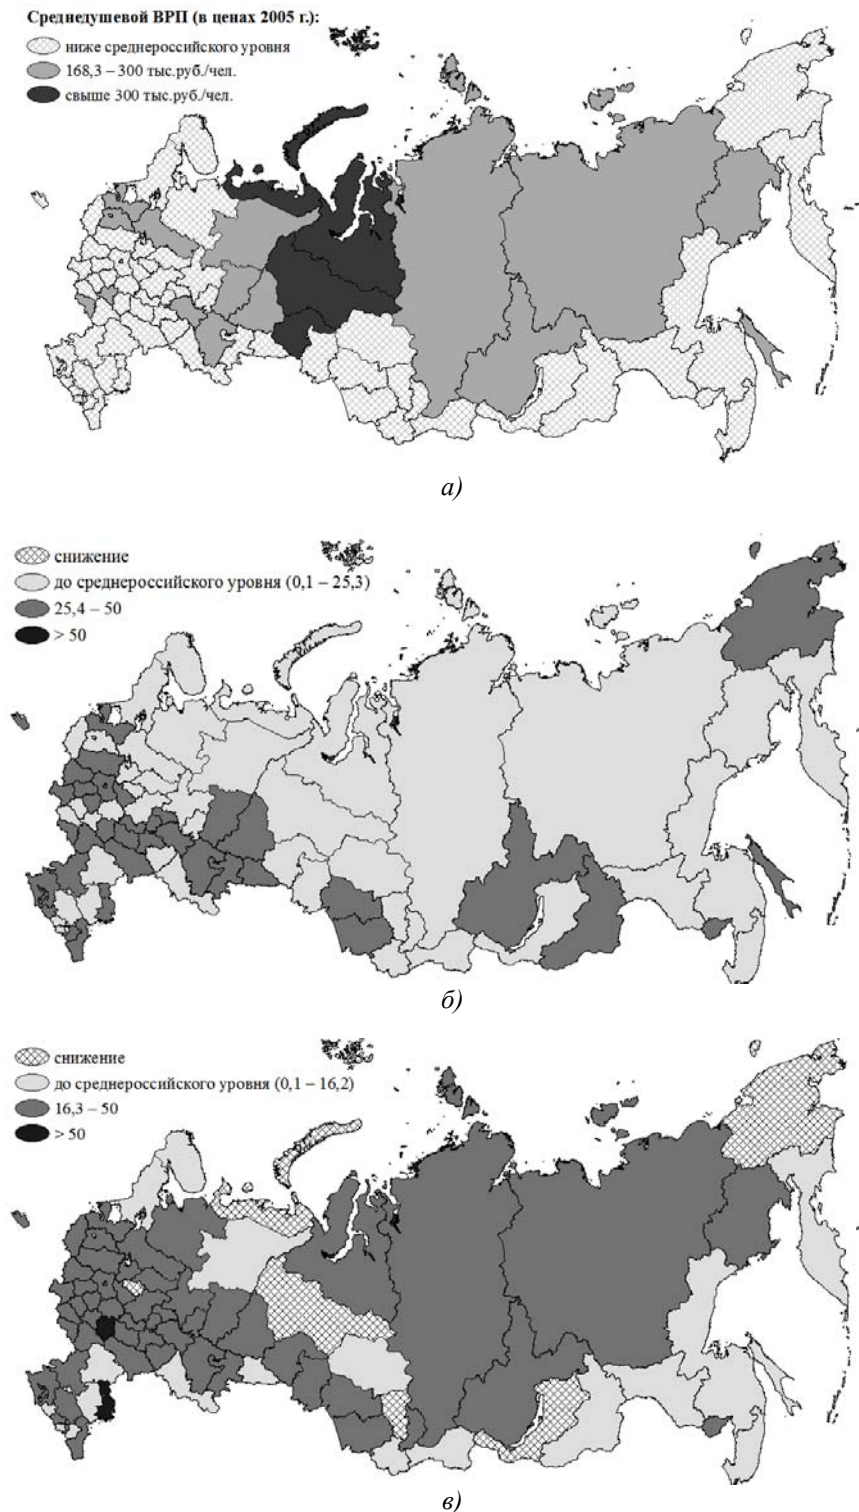 Среднедушевой ВРП (в ценах 2005 г.):
ниже среднероссийского уровня
168,3 – 300 тыс.руб./чел.
свыше 300 тыс.руб./чел.
а)
снижение
до среднероссийского уровня (0,1 – 25,3)
25,4 – 50
> 50
б)
снижение
до среднероссийского уровня (0,1 – 16,2)
16,3 – 50
> 50
в)